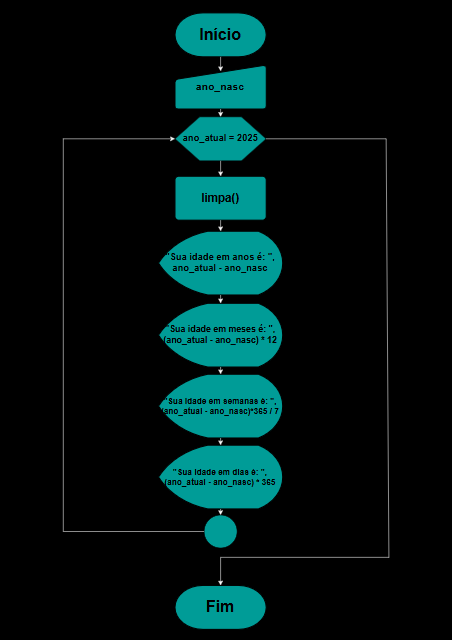 Início
ano_nasc
ano_atual = 2025
limpa()
"Sua idade em anos é: ",
ano_atual - ano_nasc
"Sua idade em meses é: ",
(ano_atual - ano_nasc) * 12
"Sua idade em semanas é: ",
(ano_atual - ano_nasc)*365 / 7
"Sua idade em dias é: ",
(ano_atual - ano_nasc) * 365
Fim